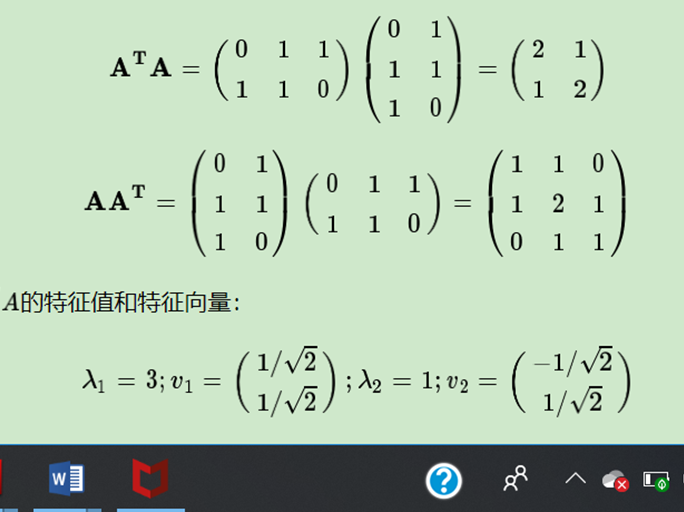 A^T A = (0 1 1; 1 1 0) (0 1; 1 1; 1 0) = (2 1; 1 2)
AA^T = (0 1; 1 1; 1 0) (0 1 1; 1 1 0) = (1 1 0; 1 2 1; 0 1 1)
A的特征值和特征向量：
λ₁ = 3; v₁ = (1/√2; 1/√2); λ₂ = 1; v₂ = (−1/√2; 1/√2)
W
?